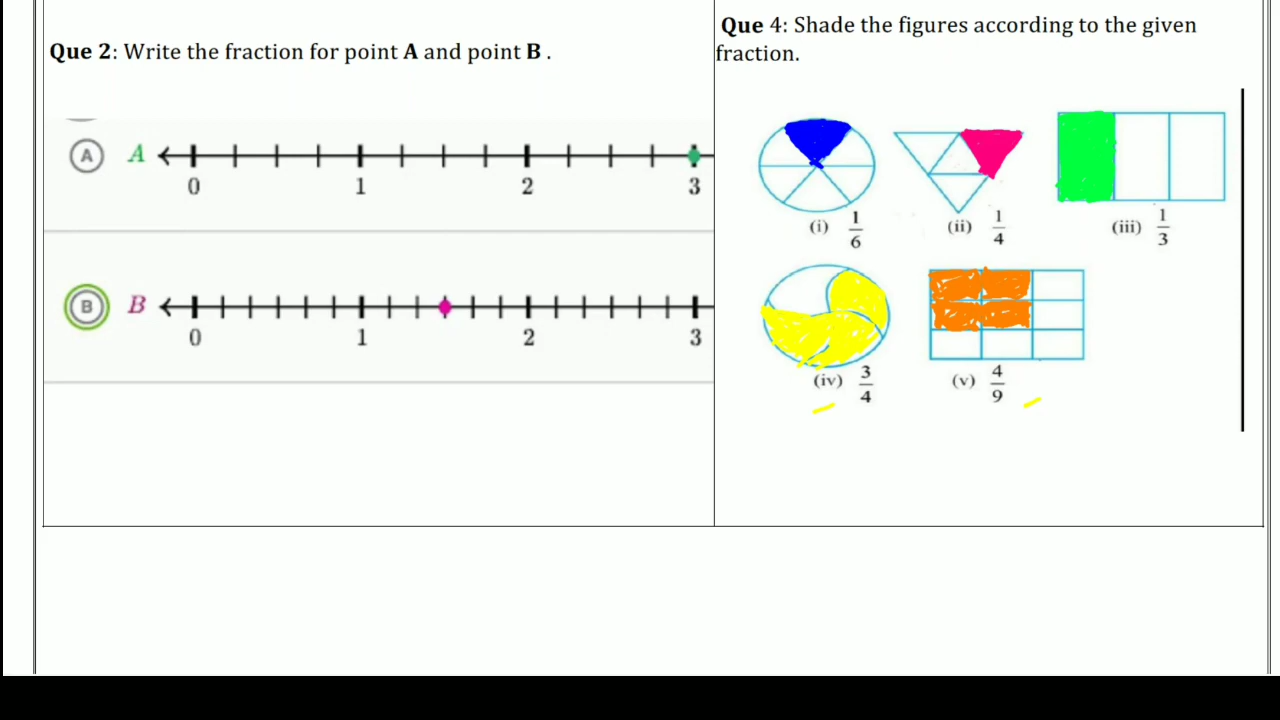 Que 2: Write the fraction for point A and point B .
A A
0 1 2 3
B B
0 1 2 3
Que 4: Shade the figures according to the given
fraction.
(i) 1/6 (ii) 1/4 (iii) 1/3
(iv) 3/4 (v) 4/9